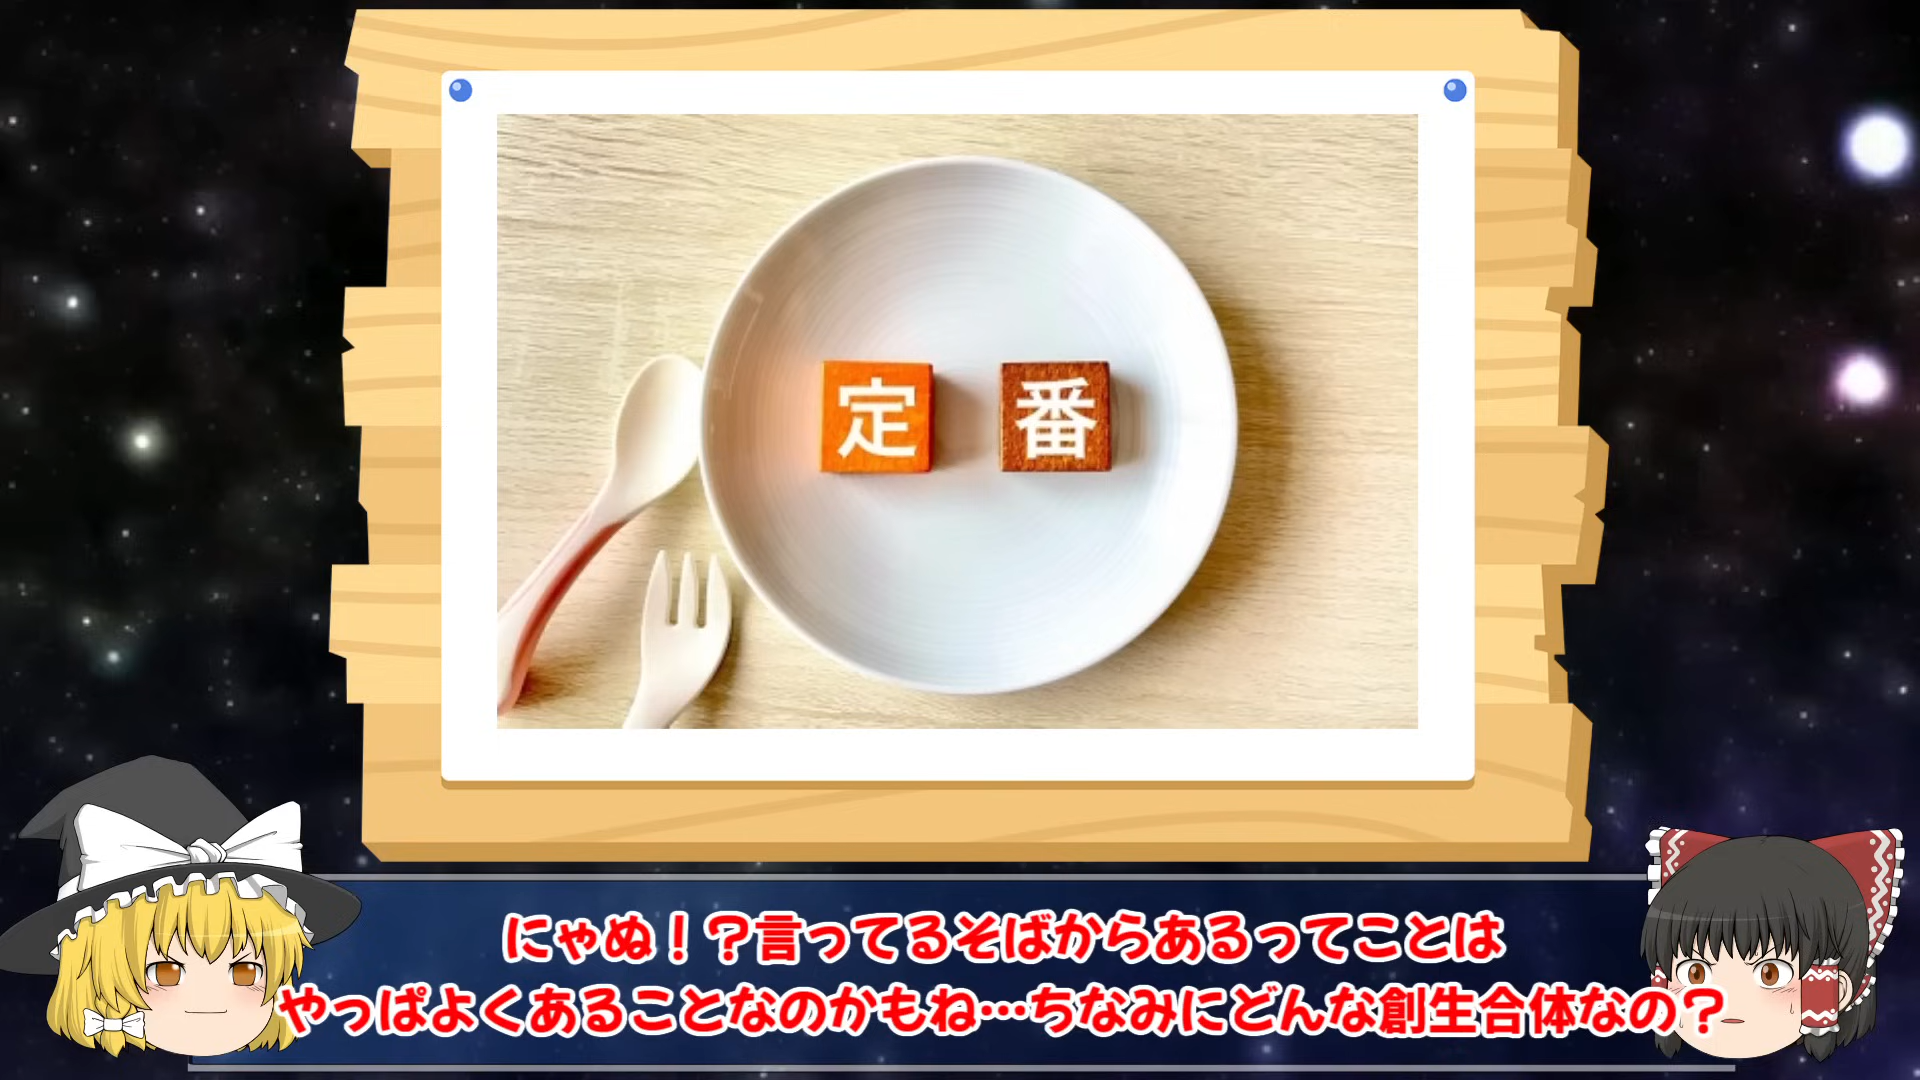 定 番
にゃぬ！？言ってるそばからあるってことは
やっぱよくあることなのかもね…ちなみにどんな創生合体なの？